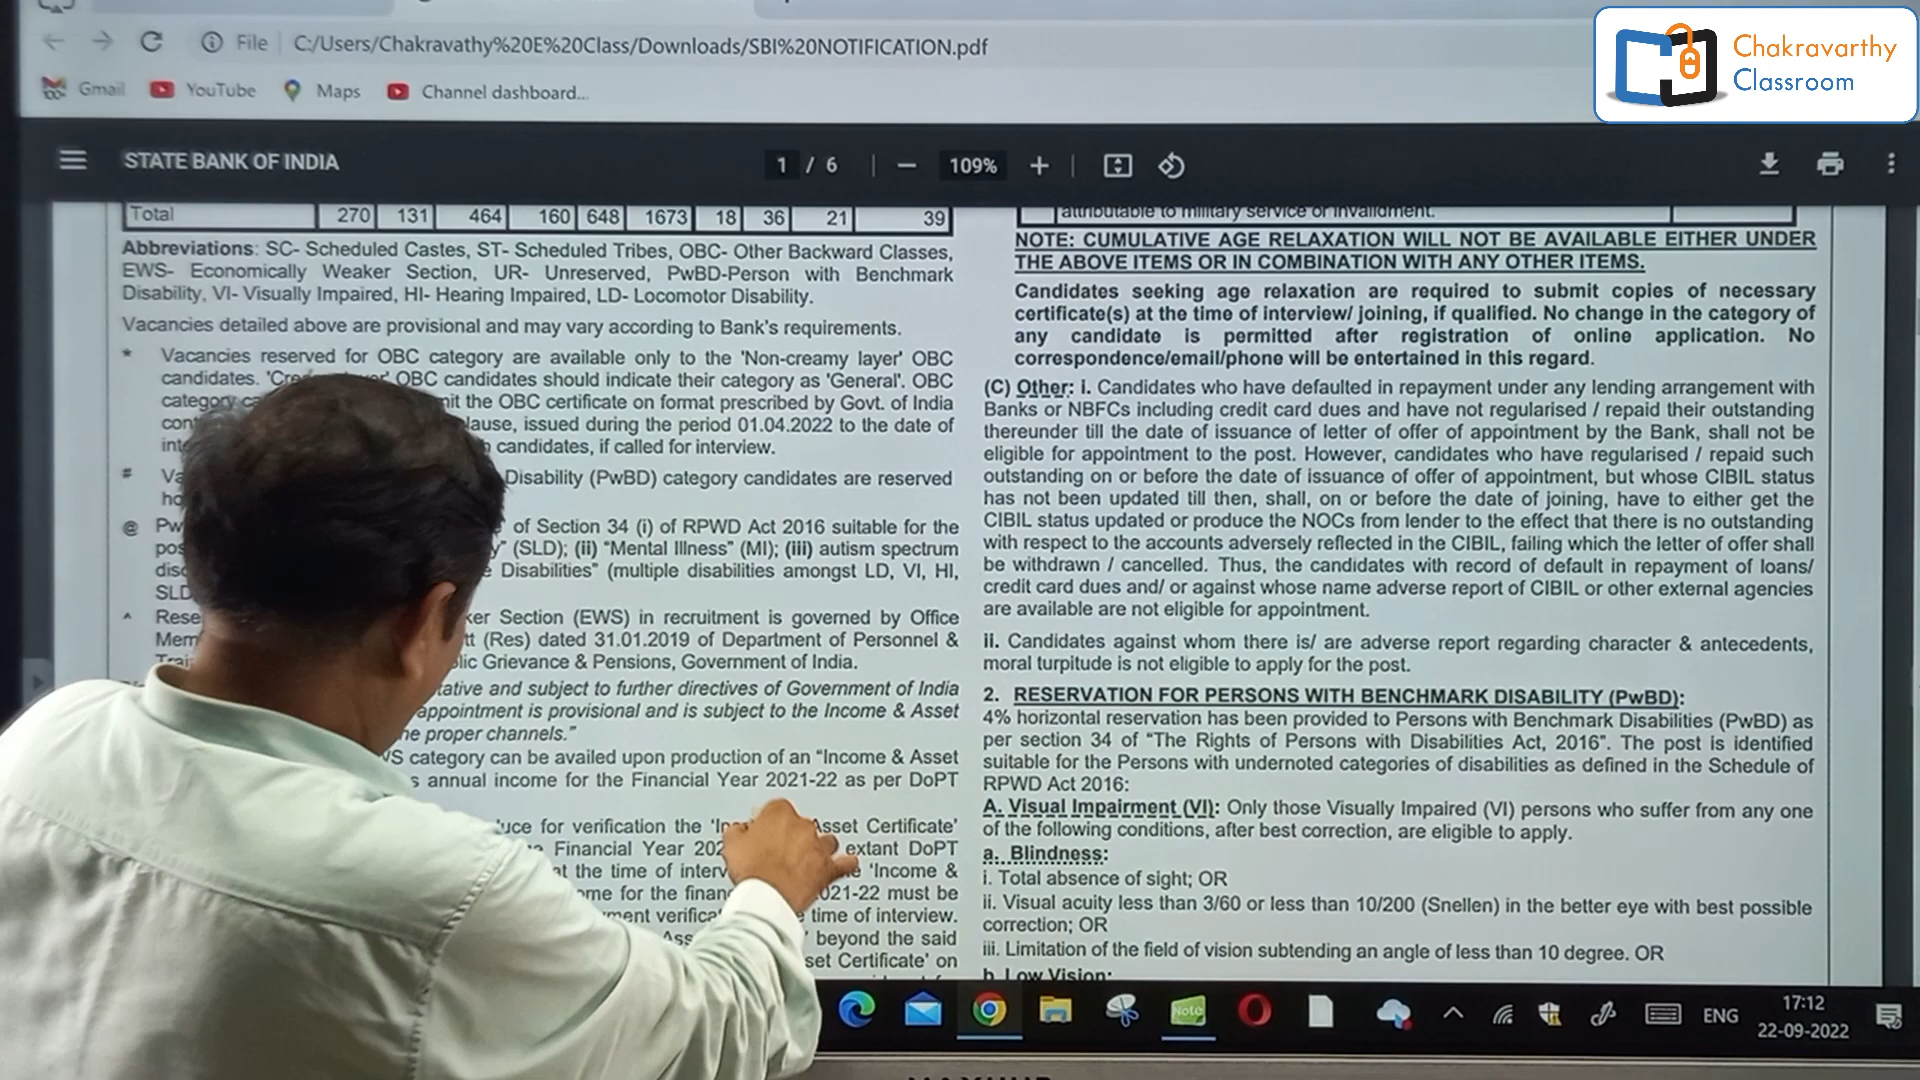 File C:/Users/Chakravathy%20E%20Class/Downloads/SBI%20NOTIFICATION.pdf
Chakravarthy
Classroom
Gmail YouTube Maps Channel dashboard...
STATE BANK OF INDIA 1 / 6 109%
Total 270 131 464 160 648 1673 18 36 21 39
Abbreviations: SC- Scheduled Castes, ST- Scheduled Tribes, OBC- Other Backward Classes,
EWS- Economically Weaker Section, UR- Unreserved, PwBD-Person with Benchmark
Disability, VI- Visually Impaired, HI- Hearing Impaired, LD- Locomotor Disability.
Vacancies detailed above are provisional and may vary according to Bank's requirements.
* Vacancies reserved for OBC category are available only to the 'Non-creamy layer' OBC
candidates. OBC candidates should indicate their category as 'General'. OBC
category the OBC certificate on format prescribed by Govt. of India
issued during the period 01.04.2022 to the date of
candidates, if called for interview.
# Disability (PwBD) category candidates are reserved
@ of Section 34 (i) of RPWD Act 2016 suitable for the
(SLD); (ii) "Mental Illness" (MI); (iii) autism spectrum
Disabilities" (multiple disabilities amongst LD, VI, HI,
SLD
^ Section (EWS) in recruitment is governed by Office
(Res) dated 31.01.2019 of Department of Personnel &
Grievance & Pensions, Government of India.
and subject to further directives of Government of India
appointment is provisional and is subject to the Income & Asset
proper channels."
category can be availed upon production of an "Income & Asset
annual income for the Financial Year 2021-22 as per DoPT
for verification the Asset Certificate'
Financial Year extant DoPT
the time of 'Income &
for the 2021-22 must be
time of interview.
beyond the said
Certificate' on
attributable to military service or invalidment.
NOTE: CUMULATIVE AGE RELAXATION WILL NOT BE AVAILABLE EITHER UNDER
THE ABOVE ITEMS OR IN COMBINATION WITH ANY OTHER ITEMS.
Candidates seeking age relaxation are required to submit copies of necessary
certificate(s) at the time of interview/ joining, if qualified. No change in the category of
any candidate is permitted after registration of online application. No
correspondence/email/phone will be entertained in this regard.
(C) Other: i. Candidates who have defaulted in repayment under any lending arrangement with
Banks or NBFCs including credit card dues and have not regularised / repaid their outstanding
thereunder till the date of issuance of letter of offer of appointment by the Bank, shall not be
eligible for appointment to the post. However, candidates who have regularised / repaid such
outstanding on or before the date of issuance of offer of appointment, but whose CIBIL status
has not been updated till then, shall, on or before the date of joining, have to either get the
CIBIL status updated or produce the NOCs from lender to the effect that there is no outstanding
with respect to the accounts adversely reflected in the CIBIL, failing which the letter of offer shall
be withdrawn / cancelled. Thus, the candidates with record of default in repayment of loans/
credit card dues and/ or against whose name adverse report of CIBIL or other external agencies
are available are not eligible for appointment.
ii. Candidates against whom there is/ are adverse report regarding character & antecedents,
moral turpitude is not eligible to apply for the post.
2. RESERVATION FOR PERSONS WITH BENCHMARK DISABILITY (PwBD):
4% horizontal reservation has been provided to Persons with Benchmark Disabilities (PwBD) as
per section 34 of "The Rights of Persons with Disabilities Act, 2016". The post is identified
suitable for the Persons with undernoted categories of disabilities as defined in the Schedule of
RPWD Act 2016:
A. Visual Impairment (VI): Only those Visually Impaired (VI) persons who suffer from any one
of the following conditions, after best correction, are eligible to apply.
a. Blindness:
i. Total absence of sight; OR
ii. Visual acuity less than 3/60 or less than 10/200 (Snellen) in the better eye with best possible
correction; OR
iii. Limitation of the field of vision subtending an angle of less than 10 degree. OR
b. Low Vision:
Note
ENG
17:12
22-09-2022